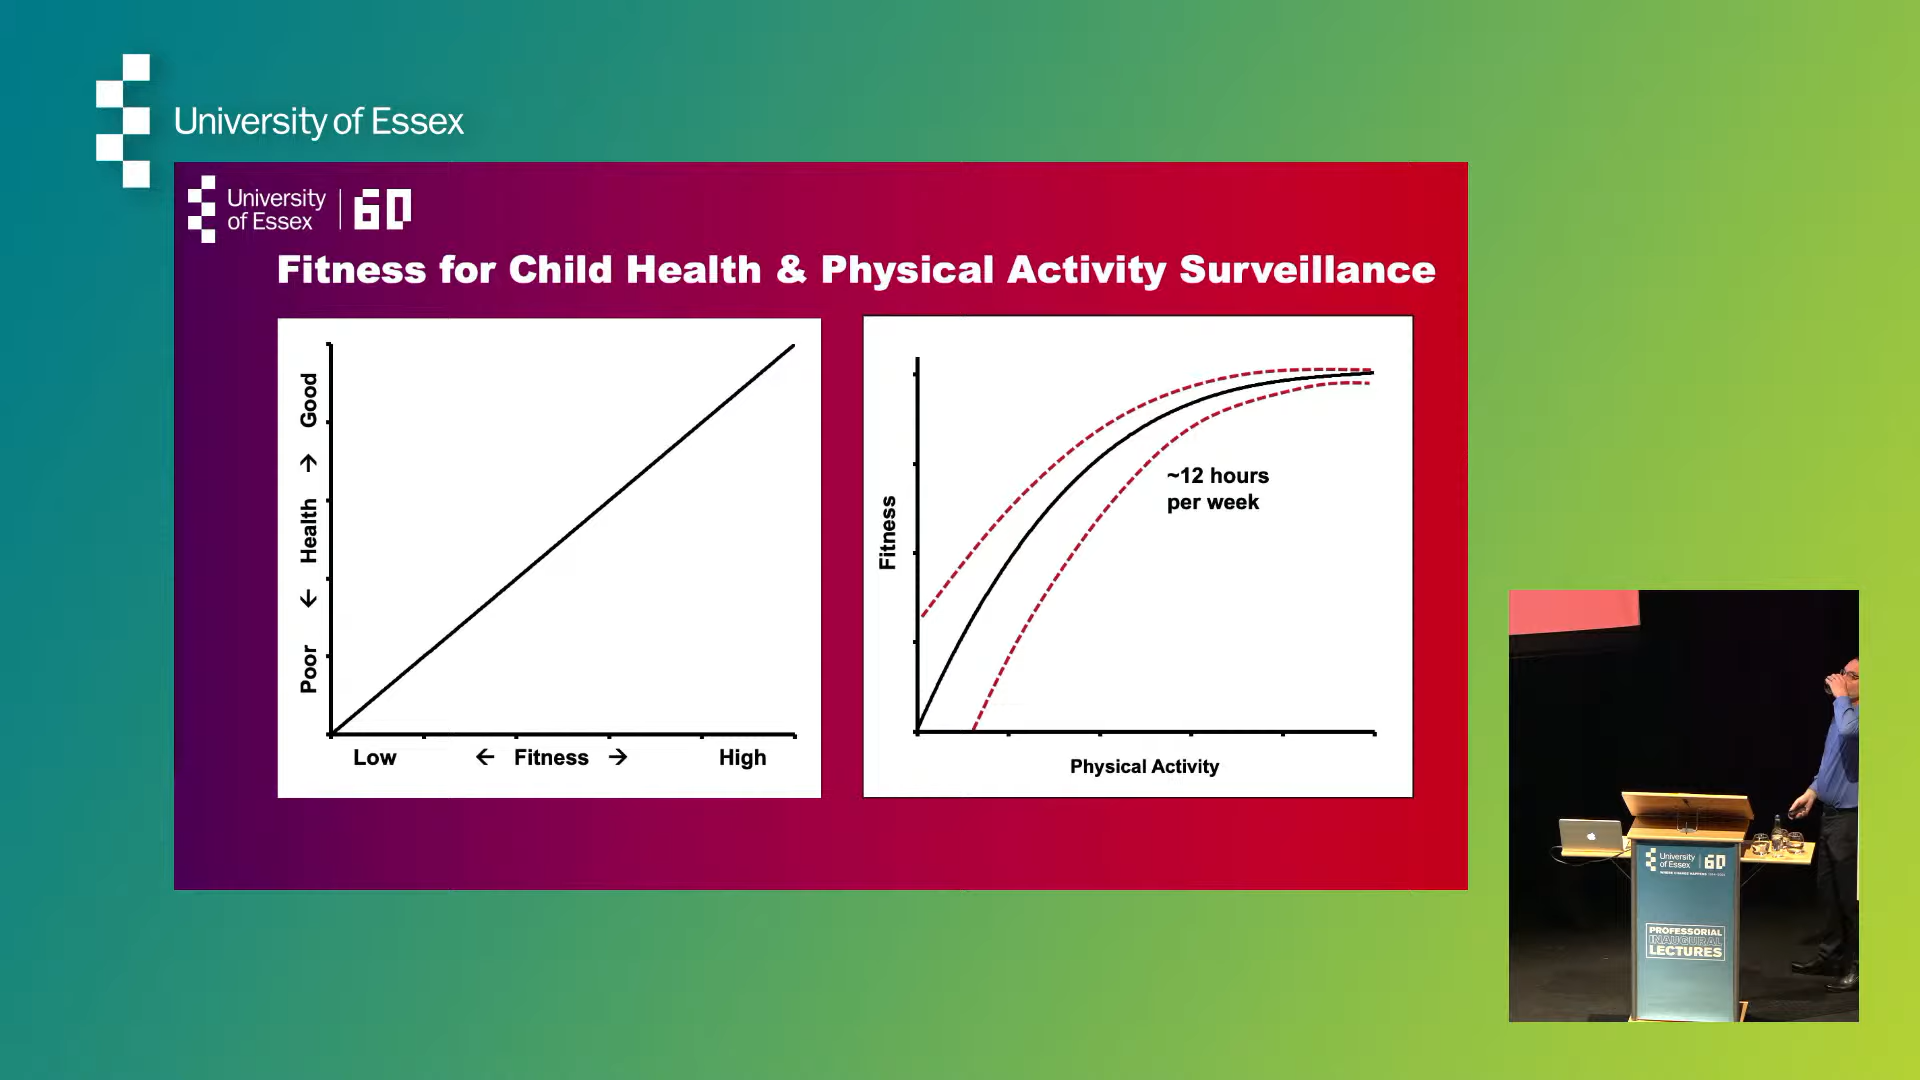 University of Essex
University
of Essex
60
Fitness for Child Health & Physical Activity Surveillance
Poor ← Health → Good
Low ← Fitness → High
Fitness
~12 hours
per week
Physical Activity
University
of Essex
60
PROFESSORIAL
INAUGURAL
LECTURES